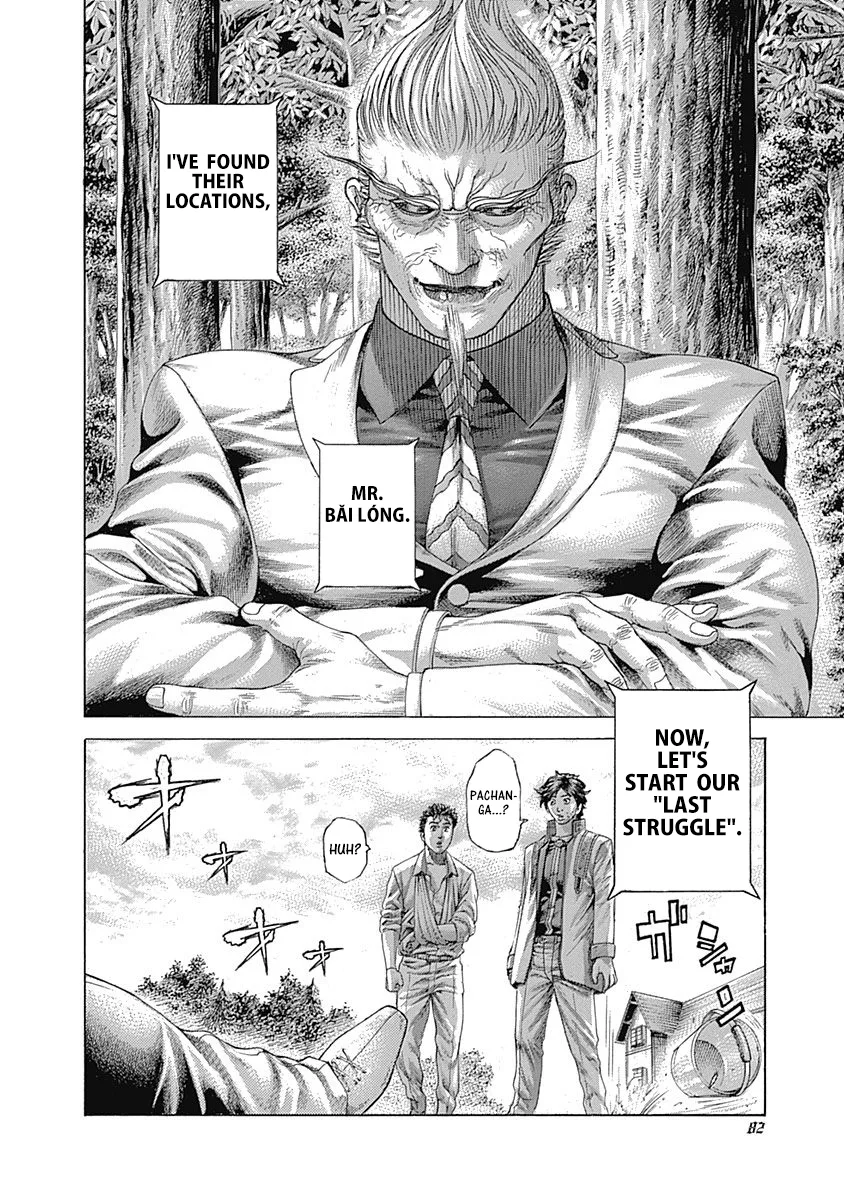 I'VE FOUND
THEIR
LOCATIONS,
MR.
BǍI LÓNG.
NOW,
LET'S
START OUR
"LAST
STRUGGLE".
PACHAN-
GA...?
HUH?
オ
オ
オ
オ
ガシャ
82